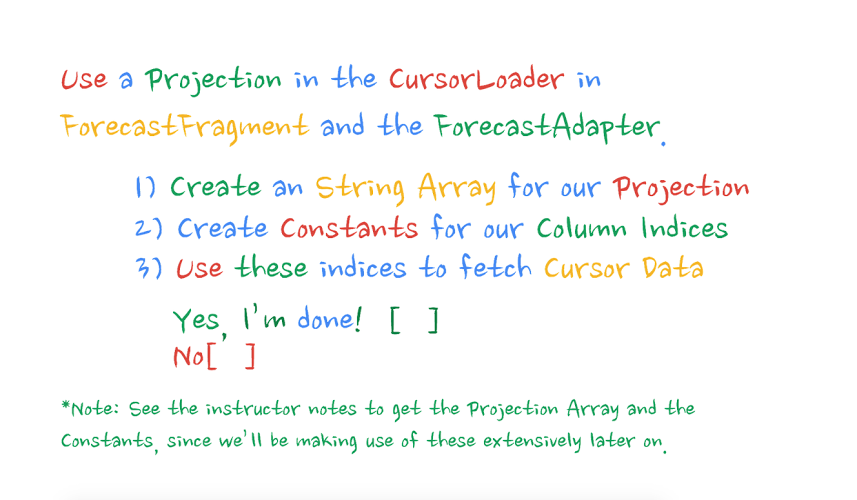 Use a Projection in the CursorLoader in
ForecastFragment and the ForecastAdapter.
1) Create an String Array for our Projection
2) Create Constants for our Column Indices
3) Use these indices to fetch Cursor Data
Yes, I'm done! [ ]
No[ ]
*Note: See the instructor notes to get the Projection Array and the
Constants, since we'll be making use of these extensively later on.